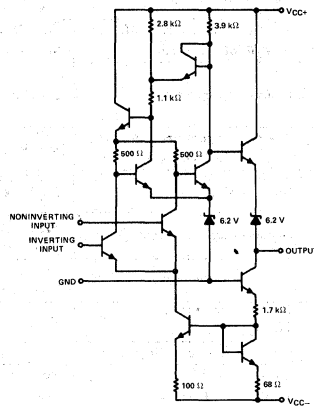 VCC+
2.8 kΩ
3.9 kΩ
1.1 kΩ
500 Ω
500 Ω
NONINVERTING
INPUT
6.2 V
6.2 V
INVERTING
INPUT
OUTPUT
GND
1.7 kΩ
100 Ω
68 Ω
VCC−